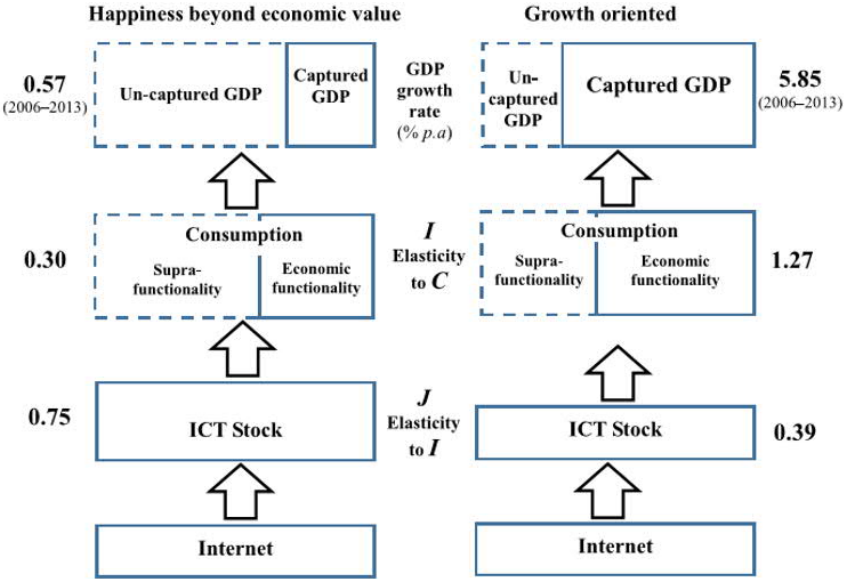 Happiness beyond economic value
Growth oriented
0.57
(2006–2013)
Un-captured GDP
Captured
GDP
GDP
growth
rate
(% p.a)
Un-
captured
GDP
Captured GDP
5.85
(2006–2013)
0.30
Consumption
Supra-
functionality
Economic
functionality
I
Elasticity
to C
Consumption
Supra-
functionality
Economic
functionality
1.27
0.75
ICT Stock
J
Elasticity
to I
ICT Stock
0.39
Internet
Internet